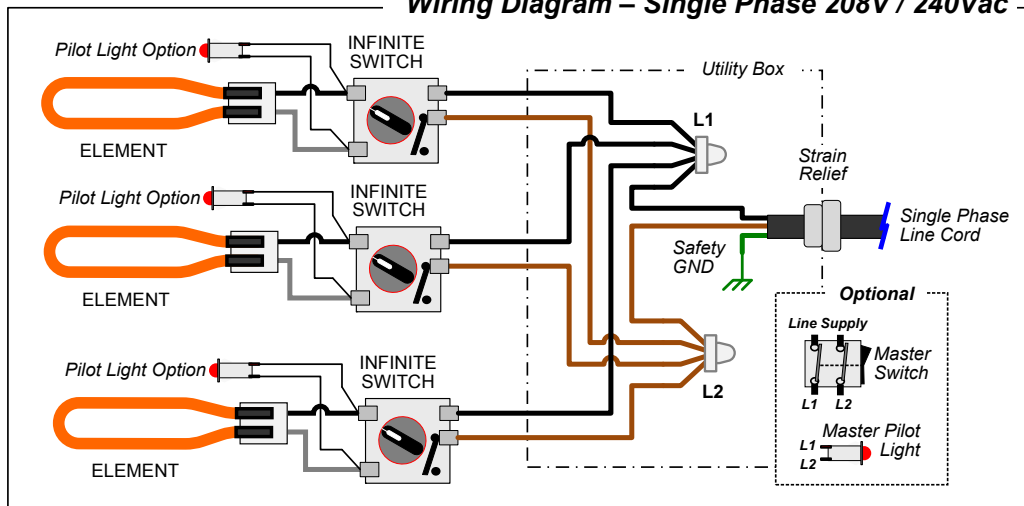 Wiring Diagram – Single Phase 208V / 240Vac
Pilot Light Option
INFINITE
SWITCH
ELEMENT
Utility Box
L1
Strain
Relief
Pilot Light Option
INFINITE
SWITCH
ELEMENT
Single Phase
Line Cord
Safety
GND
Optional
Line Supply
Master
Switch
L1 L2
Pilot Light Option
INFINITE
SWITCH
ELEMENT
L2
Master Pilot
Light
L1
L2